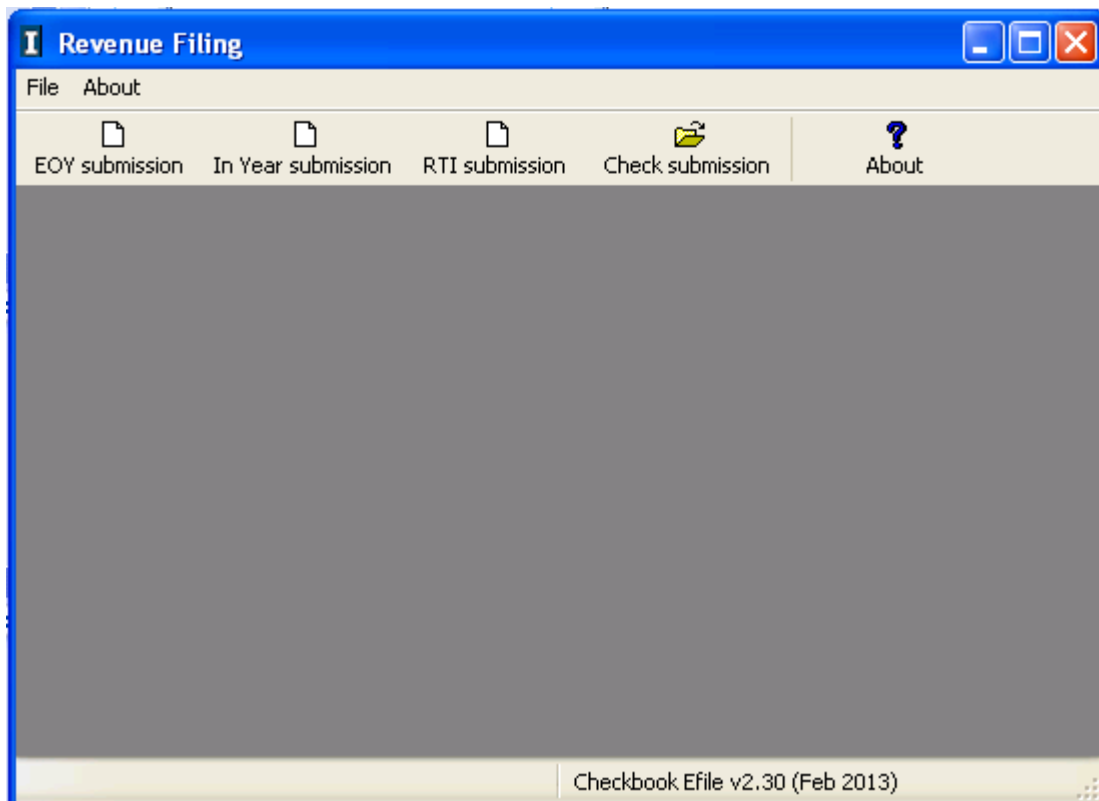 I Revenue Filing
File About
EOY submission In Year submission RTI submission Check submission About
Checkbook Efile v2.30 (Feb 2013)